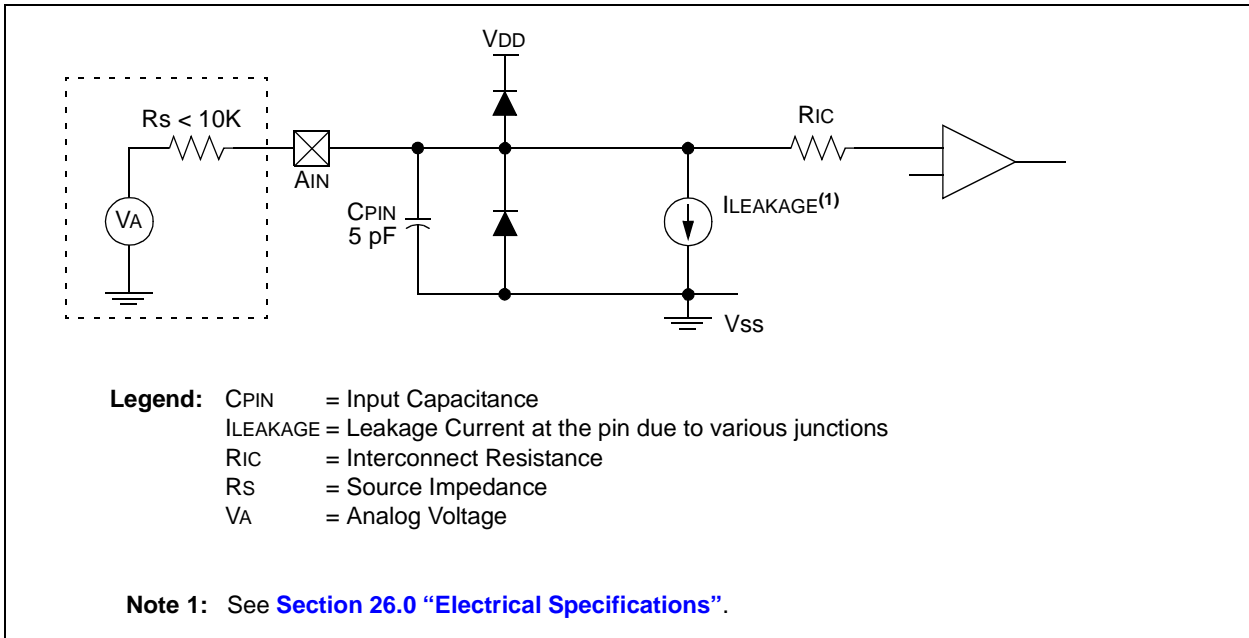 VDD
Rs < 10K
RIC
AIN
VA
CPIN
5 pF
ILEAKAGE(1)
Vss
Legend: CPIN = Input Capacitance
ILEAKAGE = Leakage Current at the pin due to various junctions
RIC = Interconnect Resistance
RS = Source Impedance
VA = Analog Voltage
Note 1: See Section 26.0 “Electrical Specifications”.